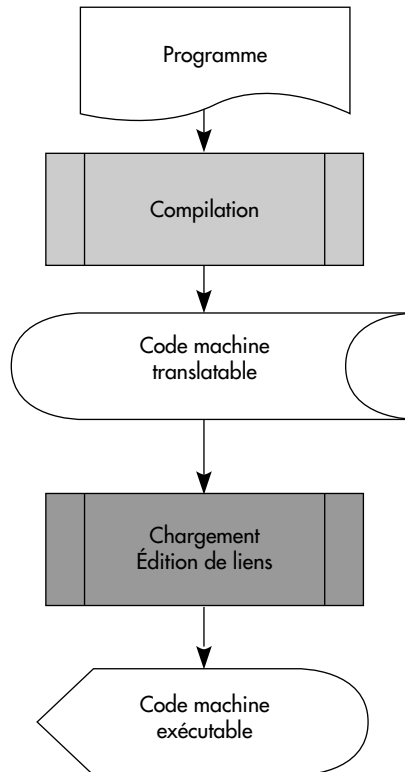 Programme
Compilation
Code machine
translatable
Chargement
Édition de liens
Code machine
exécutable